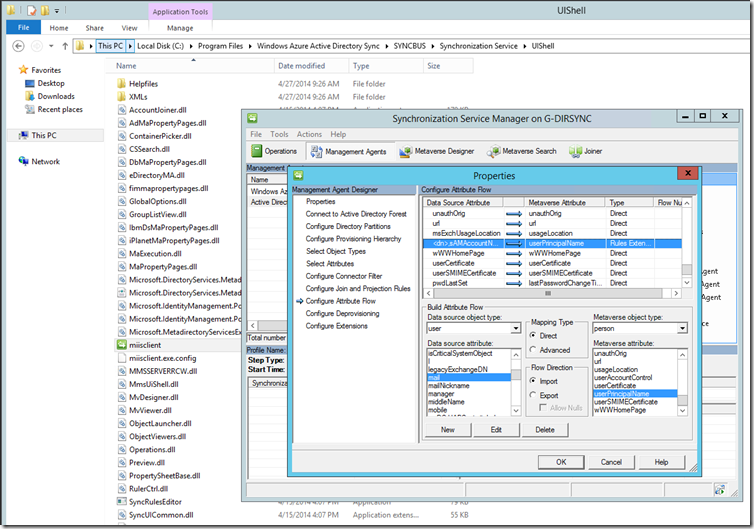 Application Tools
UIShell
File
Home
Share
View
Manage
This PC
Local Disk (C:)
Program Files
Windows Azure Active Directory Sync
SYNCBUS
Synchronization Service
UIShell
Favorites
Desktop
Downloads
Recent places
This PC
Network
Name
Date modified
Type
Size
Helpfiles
4/27/2014 9:26 AM
File folder
XMLs
4/27/2014 9:26 AM
File folder
AccountJoiner.dll
AdMaPropertyPages.dll
ContainerPicker.dll
CSSearch.dll
DbMaPropertyPages.dll
eDirectoryMA.dll
fimmapropertypages.dll
GlobalOptions.dll
GroupListView.dll
IbmDsMaPropertyPages.dll
iPlanetMaPropertyPages.dll
MaExecution.dll
MaPropertyPages.dll
Microsoft.DirectoryServices.Metad
Microsoft.DirectoryServices.Metad
Microsoft.IdentityManagement.Po
Microsoft.IdentityManagement.Po
Microsoft.MetadirectoryServicesEx
miisclient
miisclient.exe.config
MMSSERVERRCW.dll
MmsUiShell.dll
MvDesigner.dll
MvViewer.dll
ObjectLauncher.dll
ObjectViewers.dll
Operations.dll
Preview.dll
PropertySheetBase.dll
RulerCtrl.dll
SyncRulesEditor
4/15/2014 4:07 PM
Application
79 KB
SyncUICommon.dll
4/15/2014 4:07 PM
Application exten...
55 KB
Synchronization Service Manager on G-DIRSYNC
File
Tools
Actions
Help
Operations
Management Agents
Metaverse Designer
Metaverse Search
Joiner
Management
Name
Windows Az
Active Direc
Total number
Profile Name:
Step Type:
Start Time:
Synchroniz
Agent
Agent
ce
Properties
Management Agent Designer
Properties
Connect to Active Directory Forest
Configure Directory Partitions
Configure Provisioning Hierarchy
Select Object Types
Select Attributes
Configure Connector Filter
Configure Join and Projection Rules
Configure Attribute Flow
Configure Deprovisioning
Configure Extensions
Configure Attribute Flow
Data Source Attribute
Metaverse Attribute
Type
Flow Nu
unauthOrig
unauthOrig
Direct
url
url
Direct
msExchUsageLocation
usageLocation
Direct
<dn>,sAMAccountN...
userPrincipalName
Rules Exten...
wWWHomePage
wWWHomePage
Direct
userCertificate
userCertificate
Direct
userSMIMECertificate
userSMIMECertificate
Direct
pwdLastSet
lastPasswordChangeTi...
Direct
Build Attribute Flow
Data source object type:
user
Data source attribute:
isCriticalSystemObject
l
legacyExchangeDN
mail
mailNickname
manager
middleName
mobile
Mapping Type
Direct
Advanced
Flow Direction
Import
Export
Allow Nulls
Metaverse object type:
person
Metaverse attribute:
unauthOrig
url
usageLocation
userAccountControl
userCertificate
userPrincipalName
userSMIMECertificate
wWWHomePage
New
Edit
Delete
OK
Cancel
Help